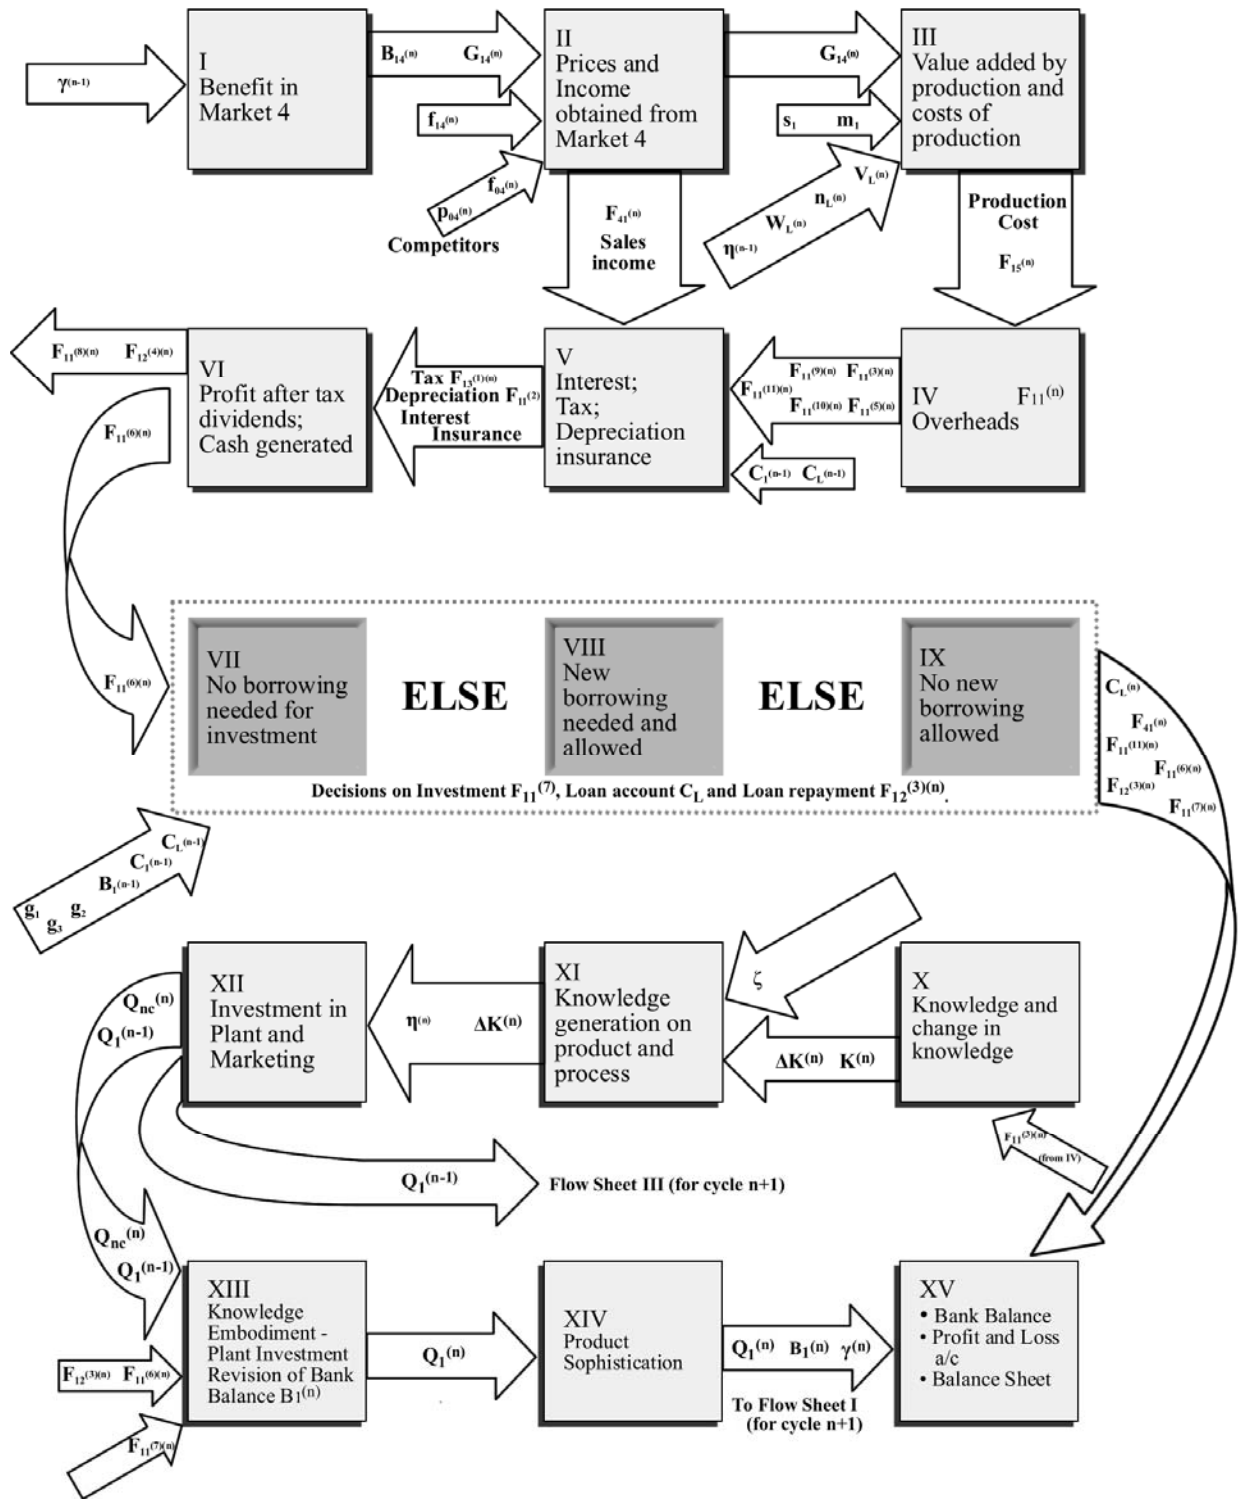 γ(n-1)
I
Benefit in
Market 4
B14(n) G14(n)
f14(n)
p04(n) f04(n)
Competitors
II
Prices and
Income
obtained from
Market 4
G14(n)
s1 m1
η(n-1) WL(n) nL(n) VL(n)
III
Value added by
production and
costs of
production
F41(n)
Sales
income
Production
Cost
F15(n)
F11(8)(n) F12(4)(n)
F11(6)(n)
VI
Profit after tax
dividends;
Cash generated
Tax F13(1)(n)
Depreciation F11(2)
Interest
Insurance
V
Interest;
Tax;
Depreciation
insurance
F11(9)(n) F11(3)(n)
F11(11)(n)
F11(10)(n) F11(5)(n)
C1(n-1) CL(n-1)
IV F11(n)
Overheads
F11(6)(n)
VII
No borrowing
needed for
investment
ELSE
VIII
New
borrowing
needed and
allowed
ELSE
IX
No new
borrowing
allowed
Decisions on Investment F11(7), Loan account CL and Loan repayment F12(3)(n).
CL(n)
F41(n)
F11(11)(n)
F11(6)(n)
F12(3)(n)
F11(7)(n)
g1 g3 g2 B1(n-1) C1(n-1) CL(n-1)
Qnc(n)
Q1(n-1)
XII
Investment in
Plant and
Marketing
η(n) ΔK(n)
XI
Knowledge
generation on
product and
process
ζ
ΔK(n) K(n)
X
Knowledge and
change in
knowledge
F11(3)(n)
(from IV)
Q1(n-1)
Flow Sheet III (for cycle n+1)
Qnc(n)
Q1(n-1)
F12(3)(n) F11(6)(n)
F11(7)(n)
XIII
Knowledge
Embodiment -
Plant Investment
Revision of Bank
Balance B1(n)
Q1(n)
XIV
Product
Sophistication
Q1(n) B1(n) γ(n)
To Flow Sheet I
(for cycle n+1)
XV
• Bank Balance
• Profit and Loss
a/c
• Balance Sheet